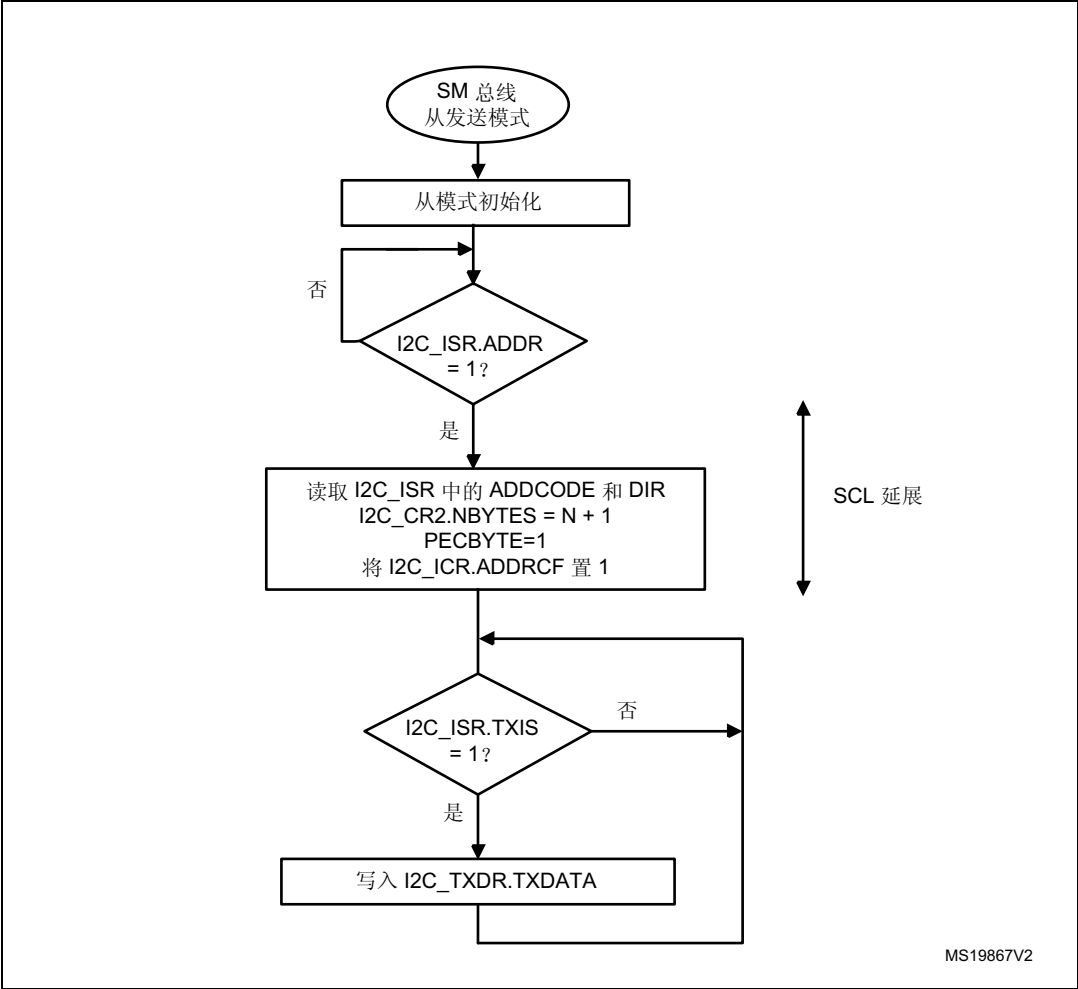 SM 总线
从发送模式
从模式初始化
否
I2C_ISR.ADDR
= 1?
是
读取 I2C_ISR 中的 ADDCODE 和 DIR
I2C_CR2.NBYTES = N + 1
PECBYTE=1
将 I2C_ICR.ADDRCF 置 1
SCL 延展
I2C_ISR.TXIS
= 1?
否
是
写入 I2C_TXDR.TXDATA
MS19867V2